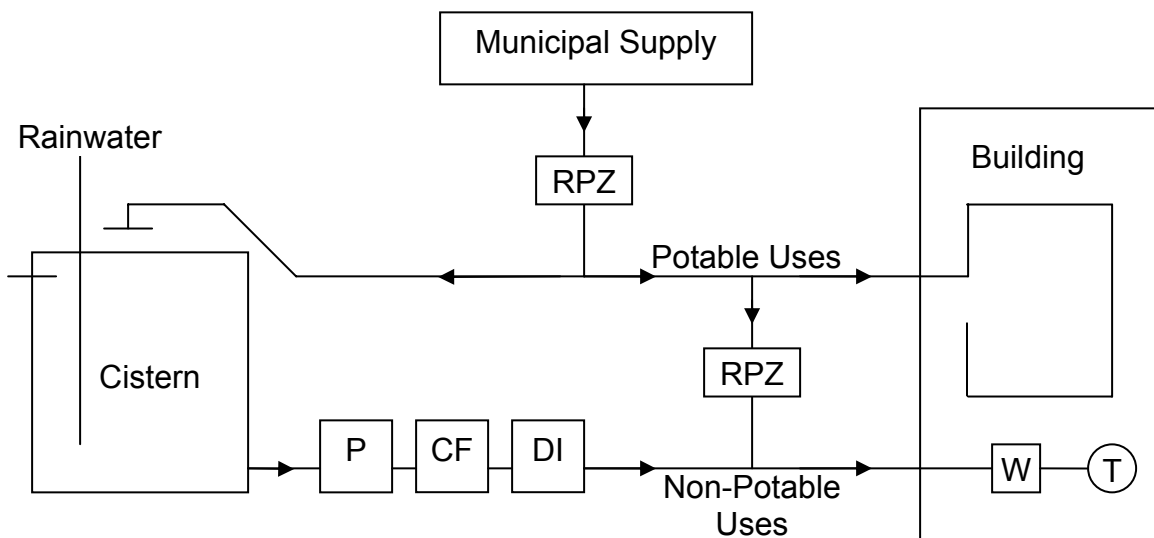 Municipal Supply
Rainwater
RPZ
Building
Potable Uses
RPZ
Cistern
P
CF
DI
Non-Potable
Uses
W
T